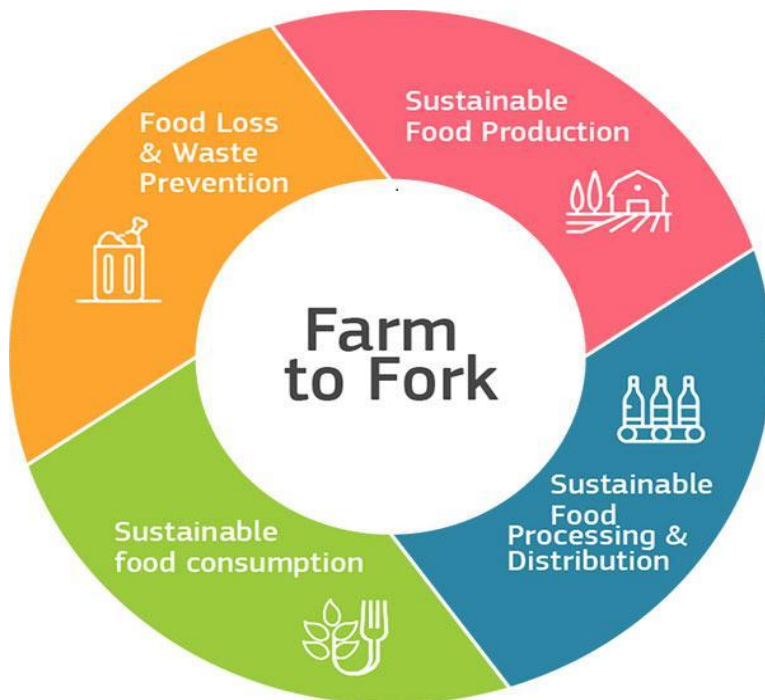 Food Loss
& Waste
Prevention
Sustainable
Food Production
Farm
to Fork
Sustainable
Food
Processing &
Distribution
Sustainable
food consumption